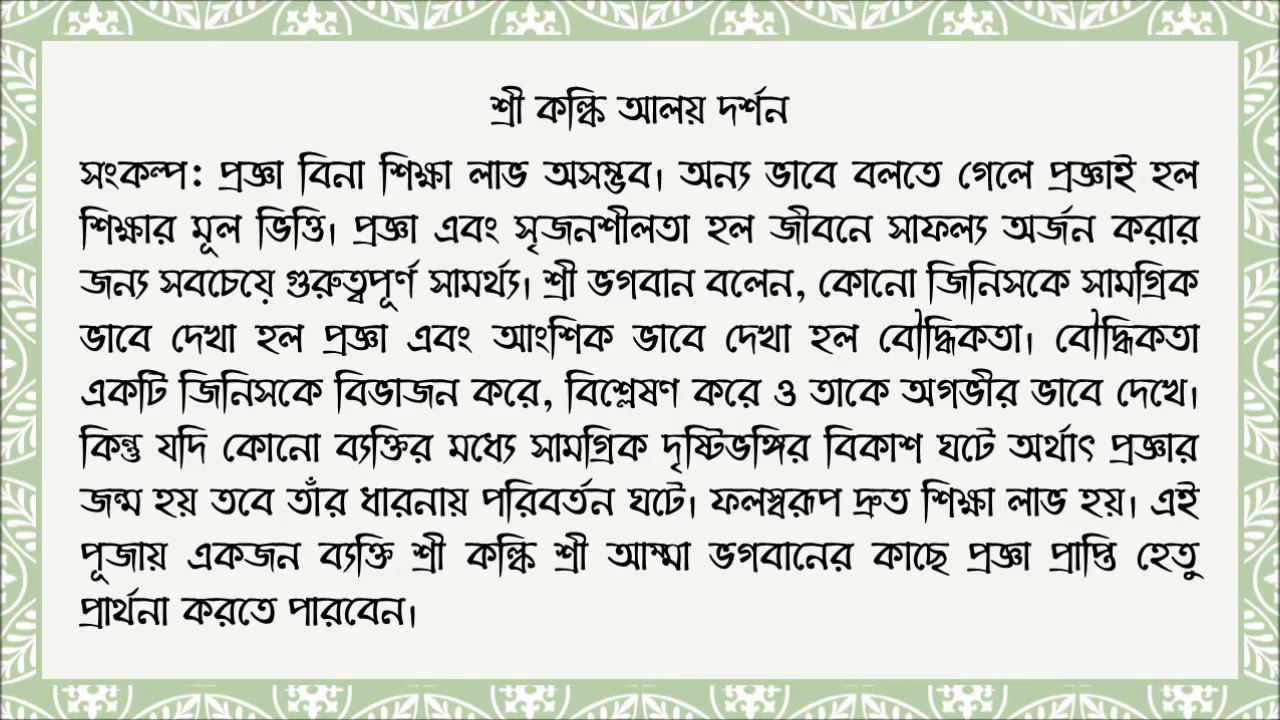 শ্রী কল্কি আলয় দর্শন
সংকল্প: প্রজ্ঞা বিনা শিক্ষা লাভ অসম্ভব। অন্য ভাবে বলতে গেলে প্রজ্ঞাই হল
শিক্ষার মূল ভিত্তি। প্রজ্ঞা এবং সৃজনশীলতা হল জীবনে সাফল্য অর্জন করার
জন্য সবচেয়ে গুরুত্বপূর্ণ সামর্থ্য। শ্রী ভগবান বলেন, কোনো জিনিসকে সামগ্রিক
ভাবে দেখা হল প্রজ্ঞা এবং আংশিক ভাবে দেখা হল বৌদ্ধিকতা। বৌদ্ধিকতা
একটি জিনিসকে বিভাজন করে, বিশ্লেষণ করে ও তাকে অগভীর ভাবে দেখে।
কিন্তু যদি কোনো ব্যক্তির মধ্যে সামগ্রিক দৃষ্টিভঙ্গির বিকাশ ঘটে অর্থাৎ প্রজ্ঞার
জন্ম হয় তবে তাঁর ধারনায় পরিবর্তন ঘটে। ফলস্বরূপ দ্রুত শিক্ষা লাভ হয়। এই
পূজায় একজন ব্যক্তি শ্রী কল্কি শ্রী আম্মা ভগবানের কাছে প্রজ্ঞা প্রাপ্তি হেতু
প্রার্থনা করতে পারবেন।